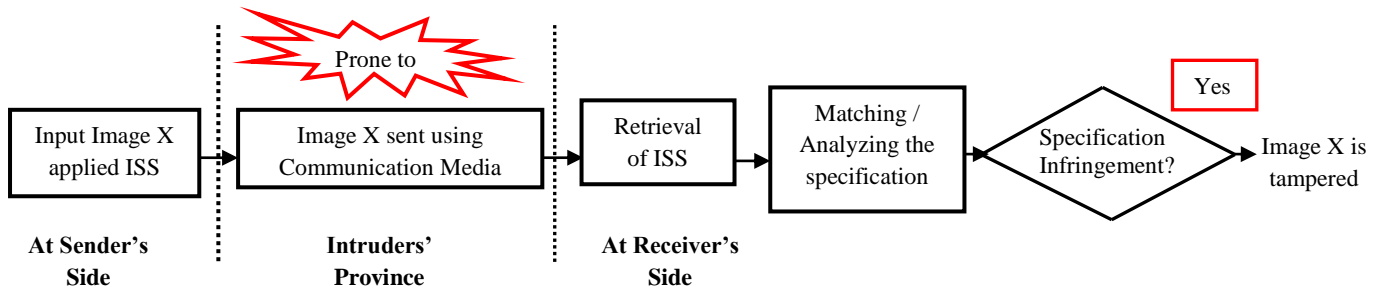 Prone to
Yes
Input Image X
applied ISS
Image X sent using
Communication Media
Retrieval
of ISS
Matching /
Analyzing the
specification
Specification
Infringement?
Image X is
tampered
At Sender’s
Side
Intruders’
Province
At Receiver’s
Side